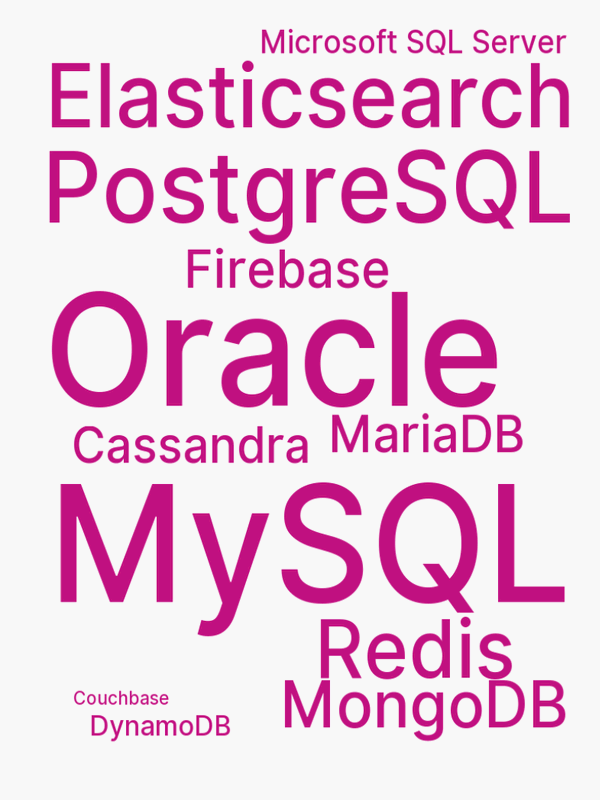 Microsoft SQL Server
Elasticsearch
PostgreSQL
Firebase
Oracle
Cassandra
MariaDB
MySQL
Redis
MongoDB
Couchbase
DynamoDB